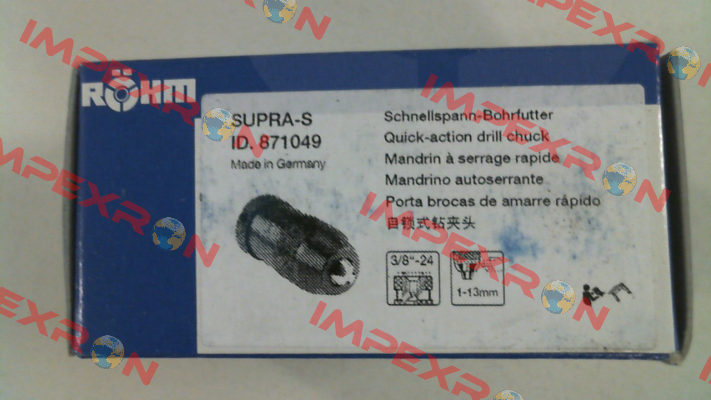 RÖHM
SUPRA-S
ID. 871049
Made in Germany
Schnellspann-Bohrfutter
Quick-action drill chuck
Mandrin à serrage rapide
Mandrino autoserrante
Porta brocas de amarre rápido
自锁式钻夹头
3/8"-24
1-13mm
IMPEXRON
IMPEXRON
IMPEXRON
IMPEXRON
IMPEXRON
IMPEXRON